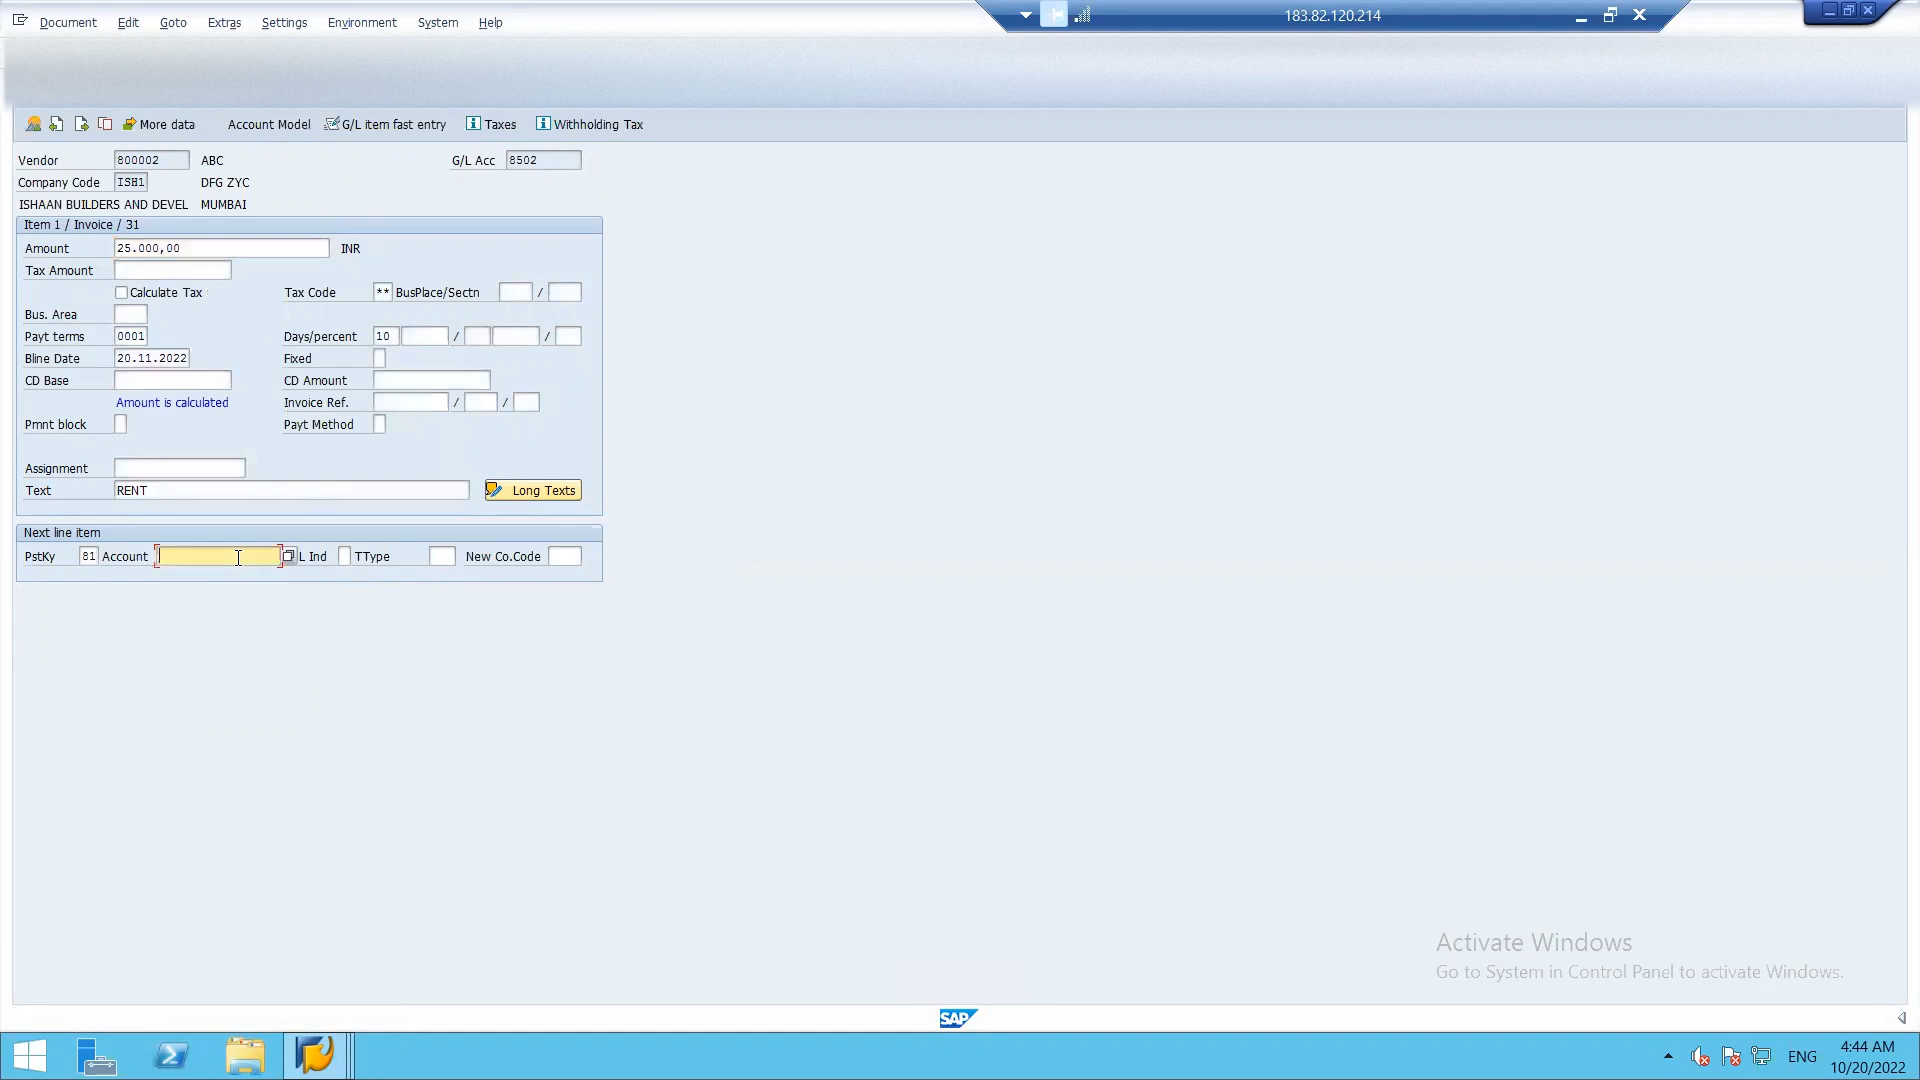 Document Edit Goto Extras Settings Environment System Help
183.82.120.214
More data Account Model G/L item fast entry Taxes Withholding Tax
Vendor 800002 ABC G/L Acc 8502
Company Code ISH1 DFG ZYC
ISHAAN BUILDERS AND DEVEL MUMBAI
Item 1 / Invoice / 31
Amount 25.000,00 INR
Tax Amount
Calculate Tax Tax Code ** BusPlace/Sectn /
Bus. Area
Payt terms 0001 Days/percent 10 / /
Bline Date 20.11.2022 Fixed
CD Base CD Amount
Amount is calculated Invoice Ref. / /
Pmnt block Payt Method
Assignment
Text RENT Long Texts
Next line item
PstKy 81 Account L Ind TType New Co.Code
Activate Windows
Go to System in Control Panel to activate Windows.
SAP
ENG 4:44 AM
10/20/2022